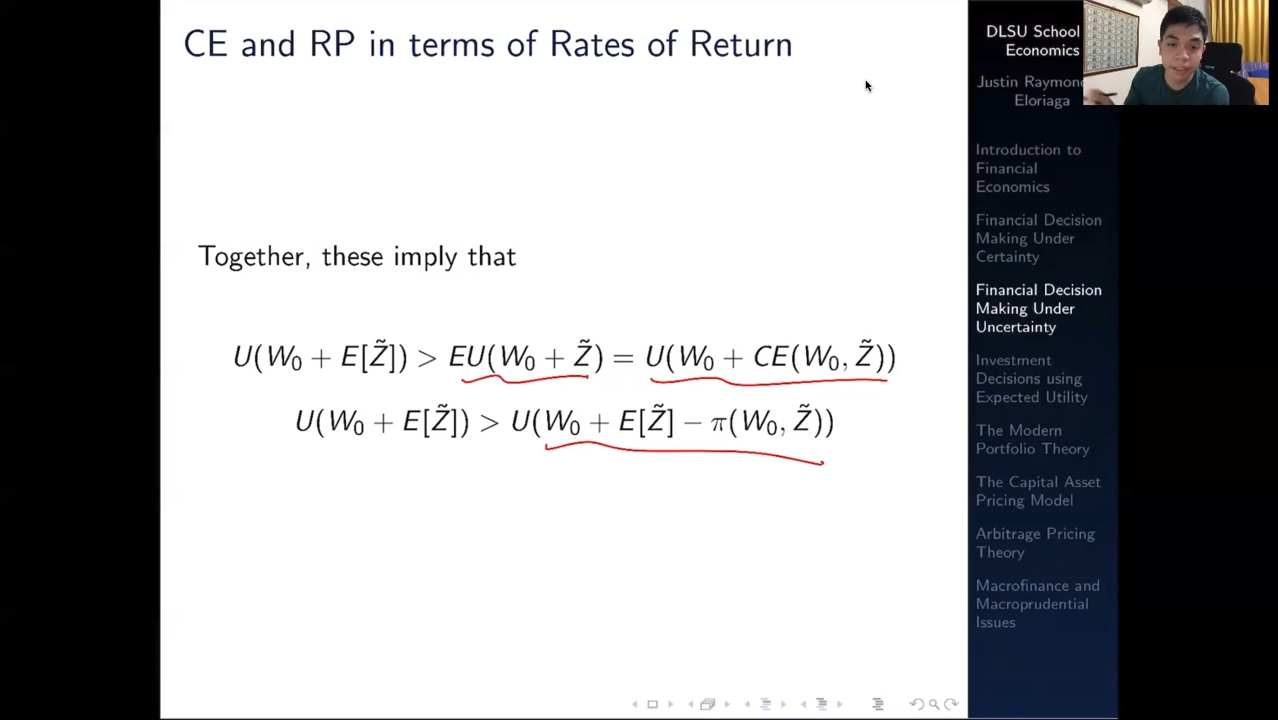 CE and RP in terms of Rates of Return
Together, these imply that
U(W₀ + E[Z̃]) > EU(W₀ + Z̃) = U(W₀ + CE(W₀, Z̃))
U(W₀ + E[Z̃]) > U(W₀ + E[Z̃] − π(W₀, Z̃))
DLSU School
Economics
Justin Raymon
Eloriaga
Introduction to
Financial
Economics
Financial Decision
Making Under
Certainty
Financial Decision
Making Under
Uncertainty
Investment
Decisions using
Expected Utility
The Modern
Portfolio Theory
The Capital Asset
Pricing Model
Arbitrage Pricing
Theory
Macrofinance and
Macroprudential
Issues